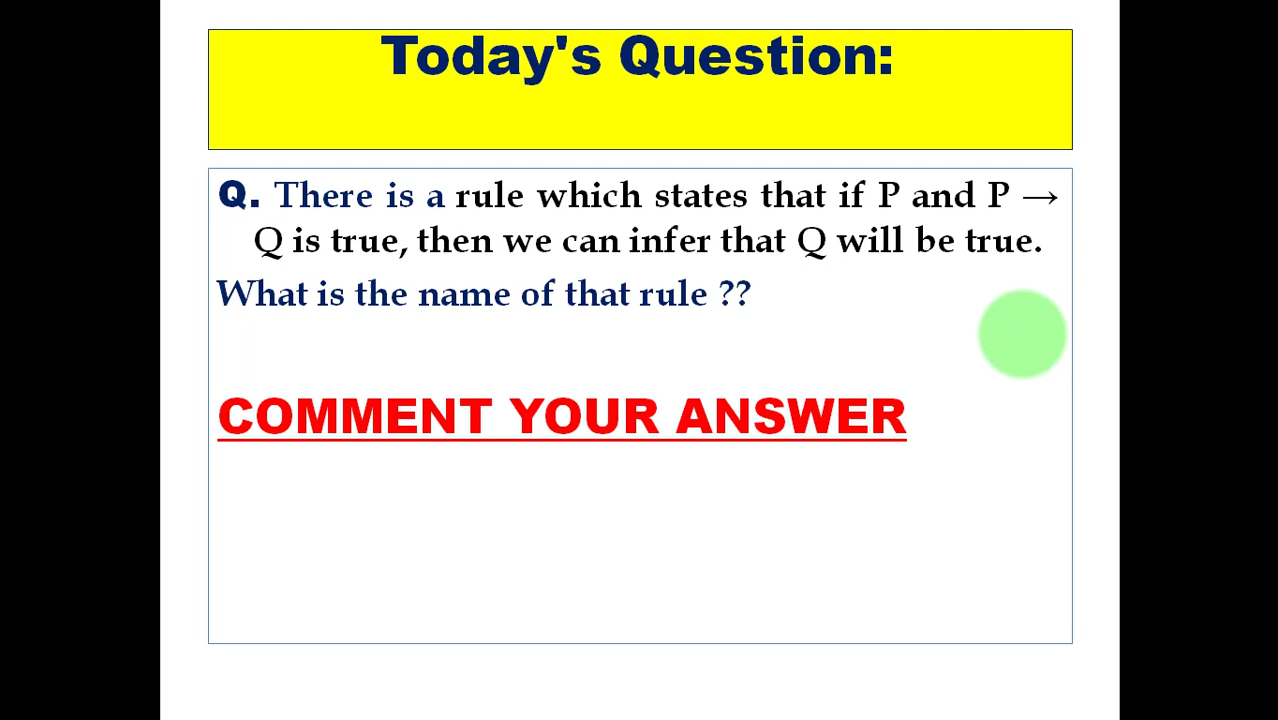 Today's Question:
Q. There is a rule which states that if P and P →
Q is true, then we can infer that Q will be true.
What is the name of that rule ??
COMMENT YOUR ANSWER